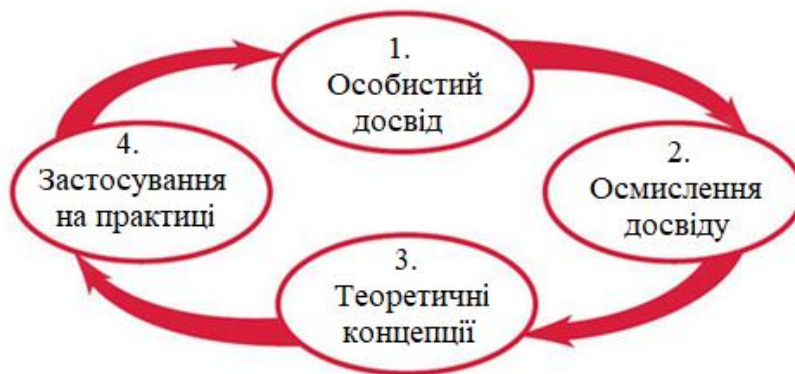 1.
Особистий
досвід
2.
Осмислення
досвіду
3.
Теоретичні
концепції
4.
Застосування
на практиці